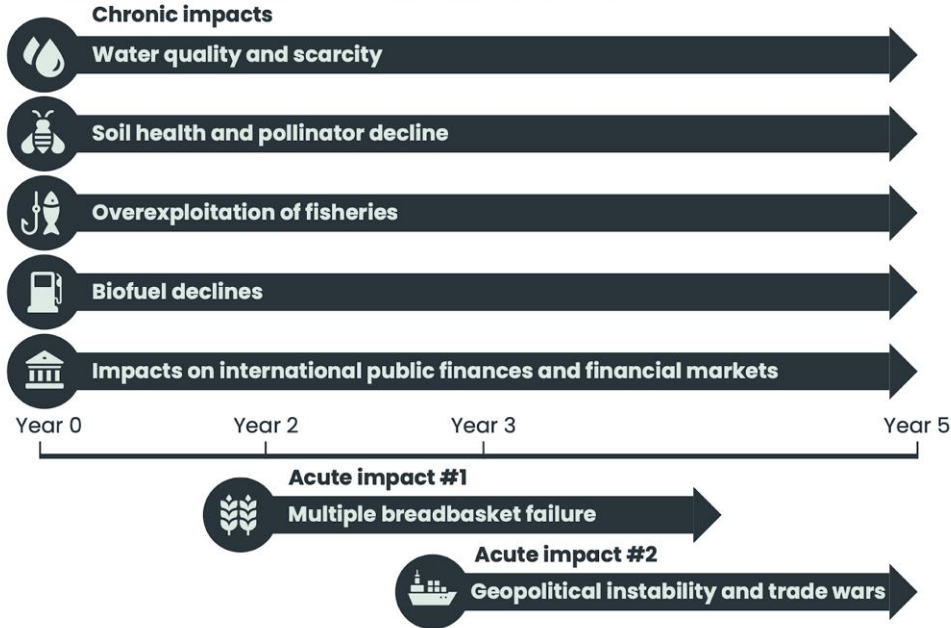 Chronic impacts
Water quality and scarcity
Soil health and pollinator decline
Overexploitation of fisheries
Biofuel declines
Impacts on international public finances and financial markets
Year 0 Year 2 Year 3 Year 5
Acute impact #1
Multiple breadbasket failure
Acute impact #2
Geopolitical instability and trade wars